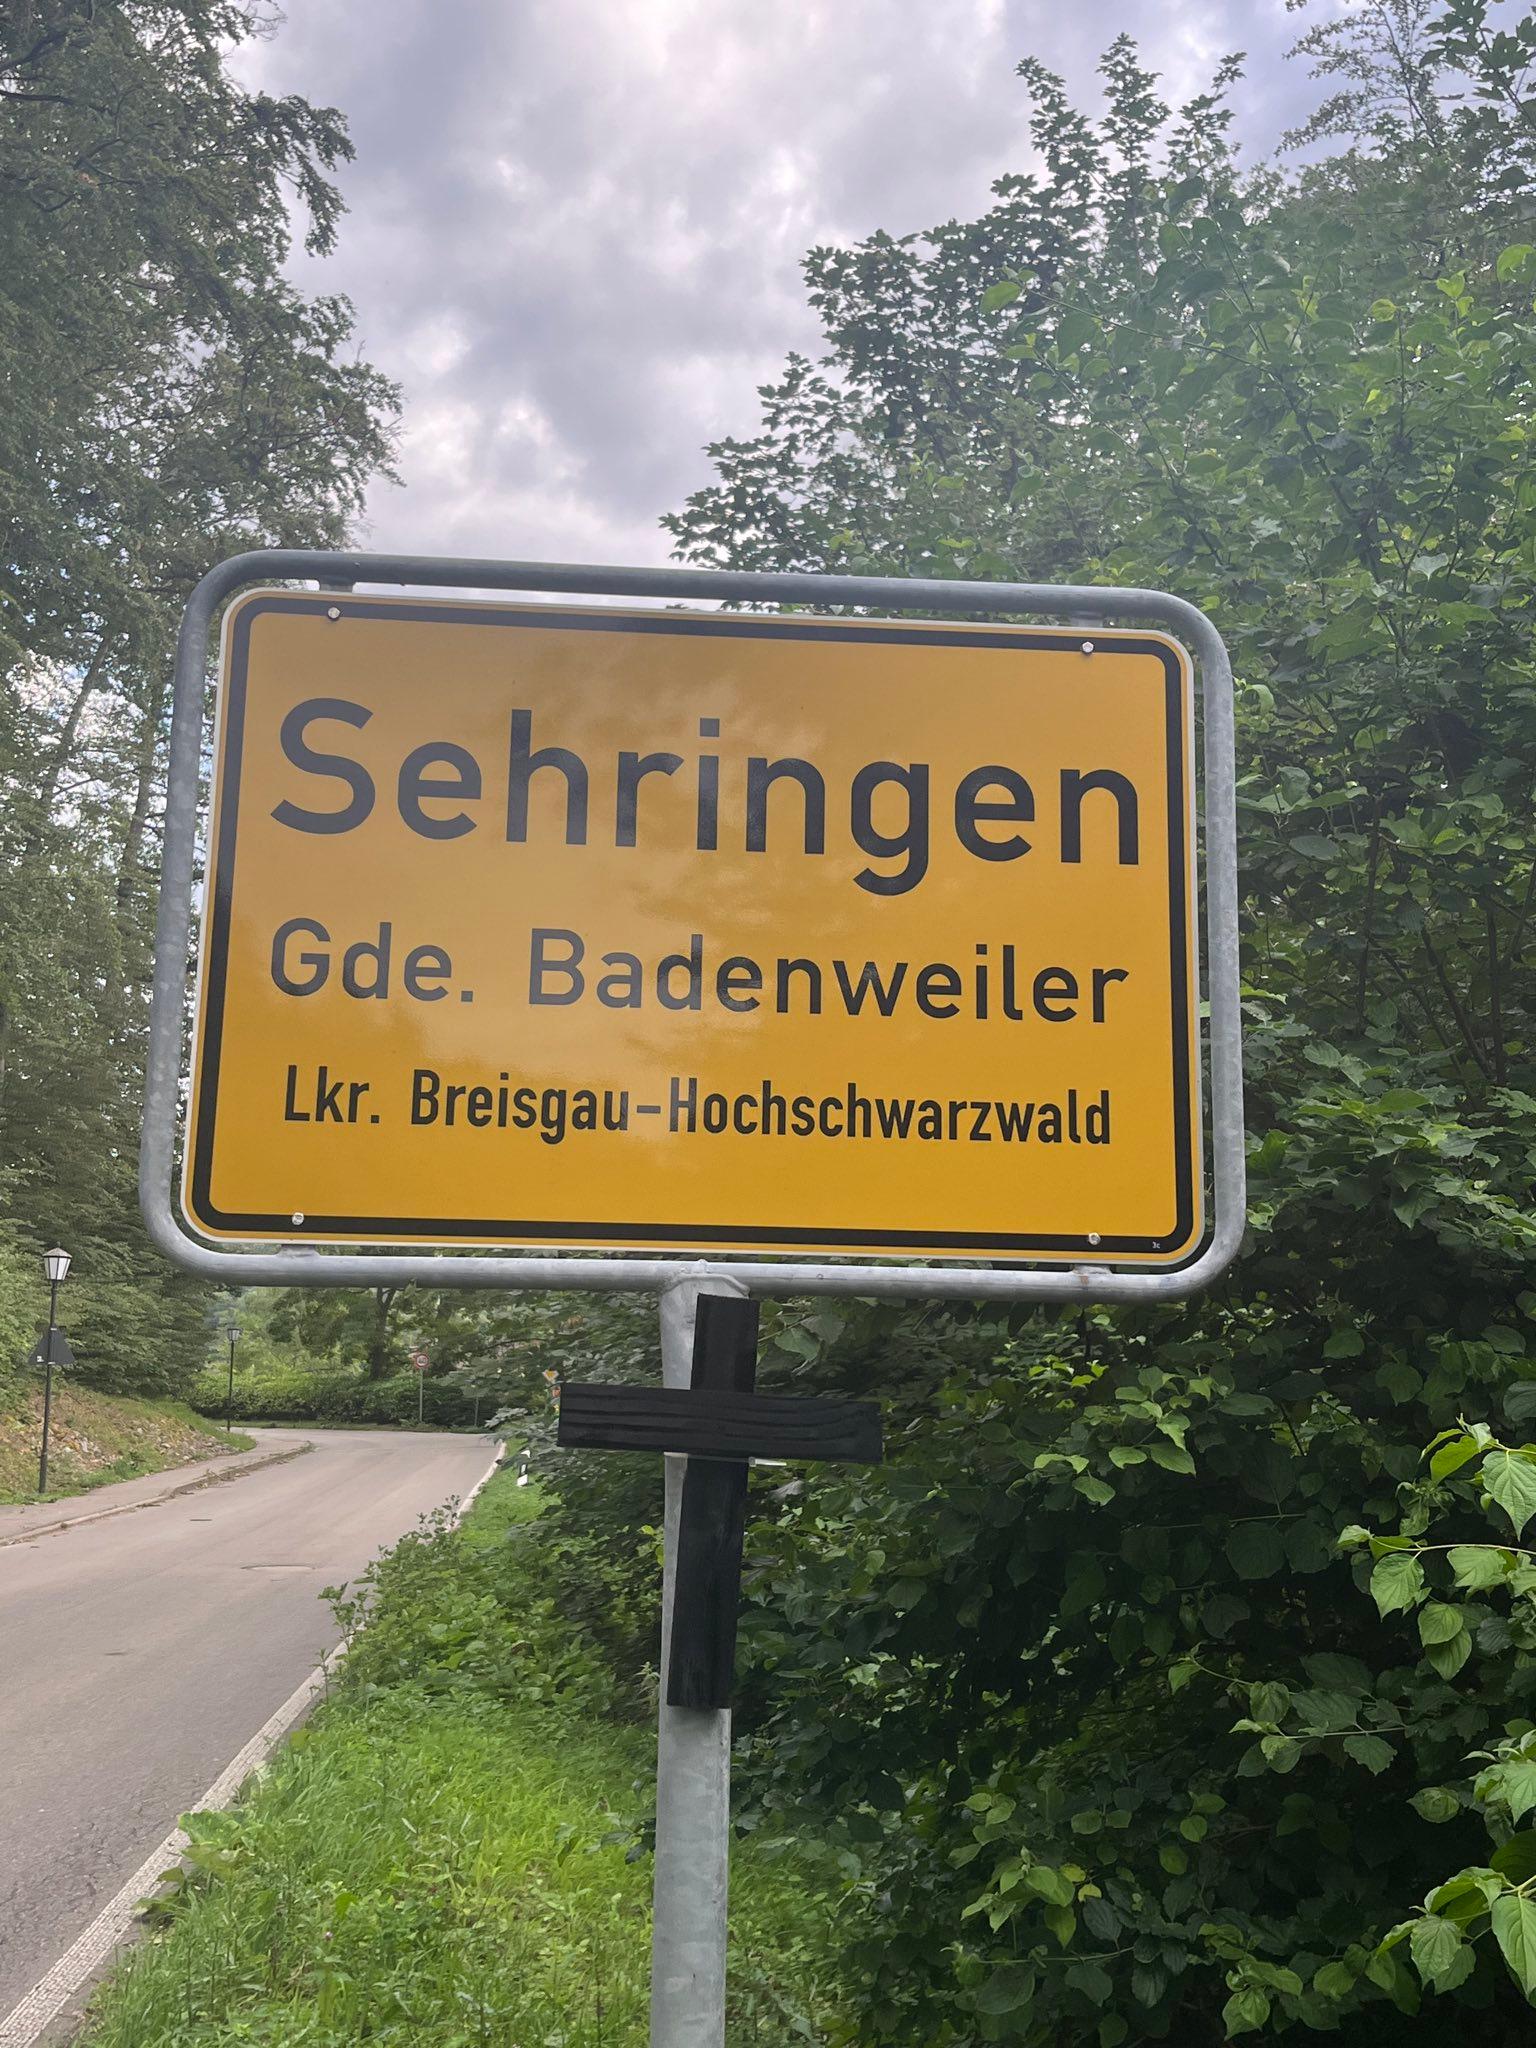 Sehringen
Gde. Badenweiler
Lkr. Breisgau-Hochschwarzwald